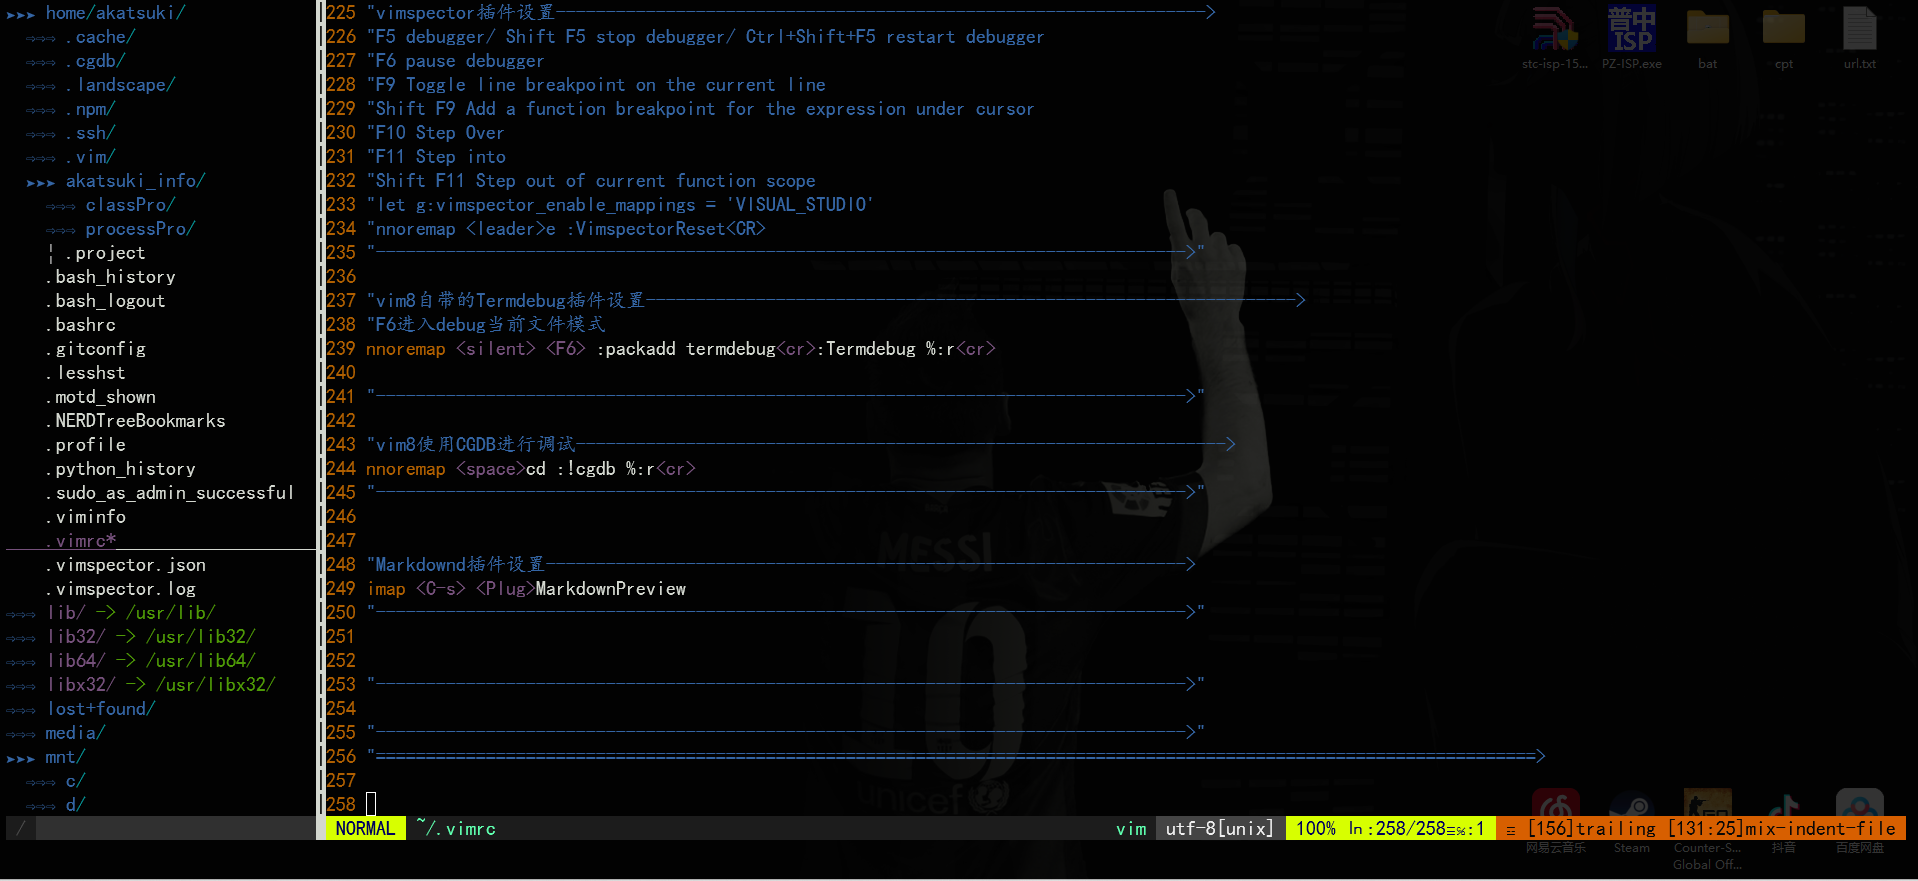 home/akatsuki/
.cache/
.cgdb/
.landscape/
.npm/
.ssh/
.vim/
akatsuki_info/
classPro/
processPro/
¦ .project
.bash_history
.bash_logout
.bashrc
.gitconfig
.lesshst
.motd_shown
.NERDTreeBookmarks
.profile
.python_history
.sudo_as_admin_successful
.viminfo
.vimrc*
.vimspector.json
.vimspector.log
lib/ -> /usr/lib/
lib32/ -> /usr/lib32/
lib64/ -> /usr/lib64/
libx32/ -> /usr/libx32/
lost+found/
media/
mnt/
c/
d/
/
225 "vimspector插件设置----------------------------------------------------------------->
226 "F5 debugger/ Shift F5 stop debugger/ Ctrl+Shift+F5 restart debugger
227 "F6 pause debugger
228 "F9 Toggle line breakpoint on the current line
229 "Shift F9 Add a function breakpoint for the expression under cursor
230 "F10 Step Over
231 "F11 Step into
232 "Shift F11 Step out of current function scope
233 "let g:vimspector_enable_mappings = 'VISUAL_STUDIO'
234 "nnoremap <leader>e :VimspectorReset<CR>
235 "--------------------------------------------------------------------------------->"
236
237 "vim8自带的Termdebug插件设置----------------------------------------------------------------->
238 "F6进入debug当前文件模式
239 nnoremap <silent> <F6> :packadd termdebug<cr>:Termdebug %:r<cr>
240
241 "--------------------------------------------------------------------------------->"
242
243 "vim8使用CGDB进行调试----------------------------------------------------------------->
244 nnoremap <space>cd :!cgdb %:r<cr>
245 "--------------------------------------------------------------------------------->"
246
247
248 "Markdownd插件设置---------------------------------------------------------------->
249 imap <C-s> <Plug>MarkdownPreview
250 "--------------------------------------------------------------------------------->"
251
252
253 "--------------------------------------------------------------------------------->"
254
255 "--------------------------------------------------------------------------------->"
256 "====================================================================================================================>
257
258
NORMAL ~/.vimrc vim utf-8[unix] 100% ln :258/258≡℅:1 ☲ [156]trailing [131:25]mix-indent-file
普中
ISP
stc-isp-15...
PZ-ISP.exe
bat
cpt
url.txt
MESSI
10
unicef
网易云音乐
Steam
Counter-S...
Global Off...
抖音
百度网盘